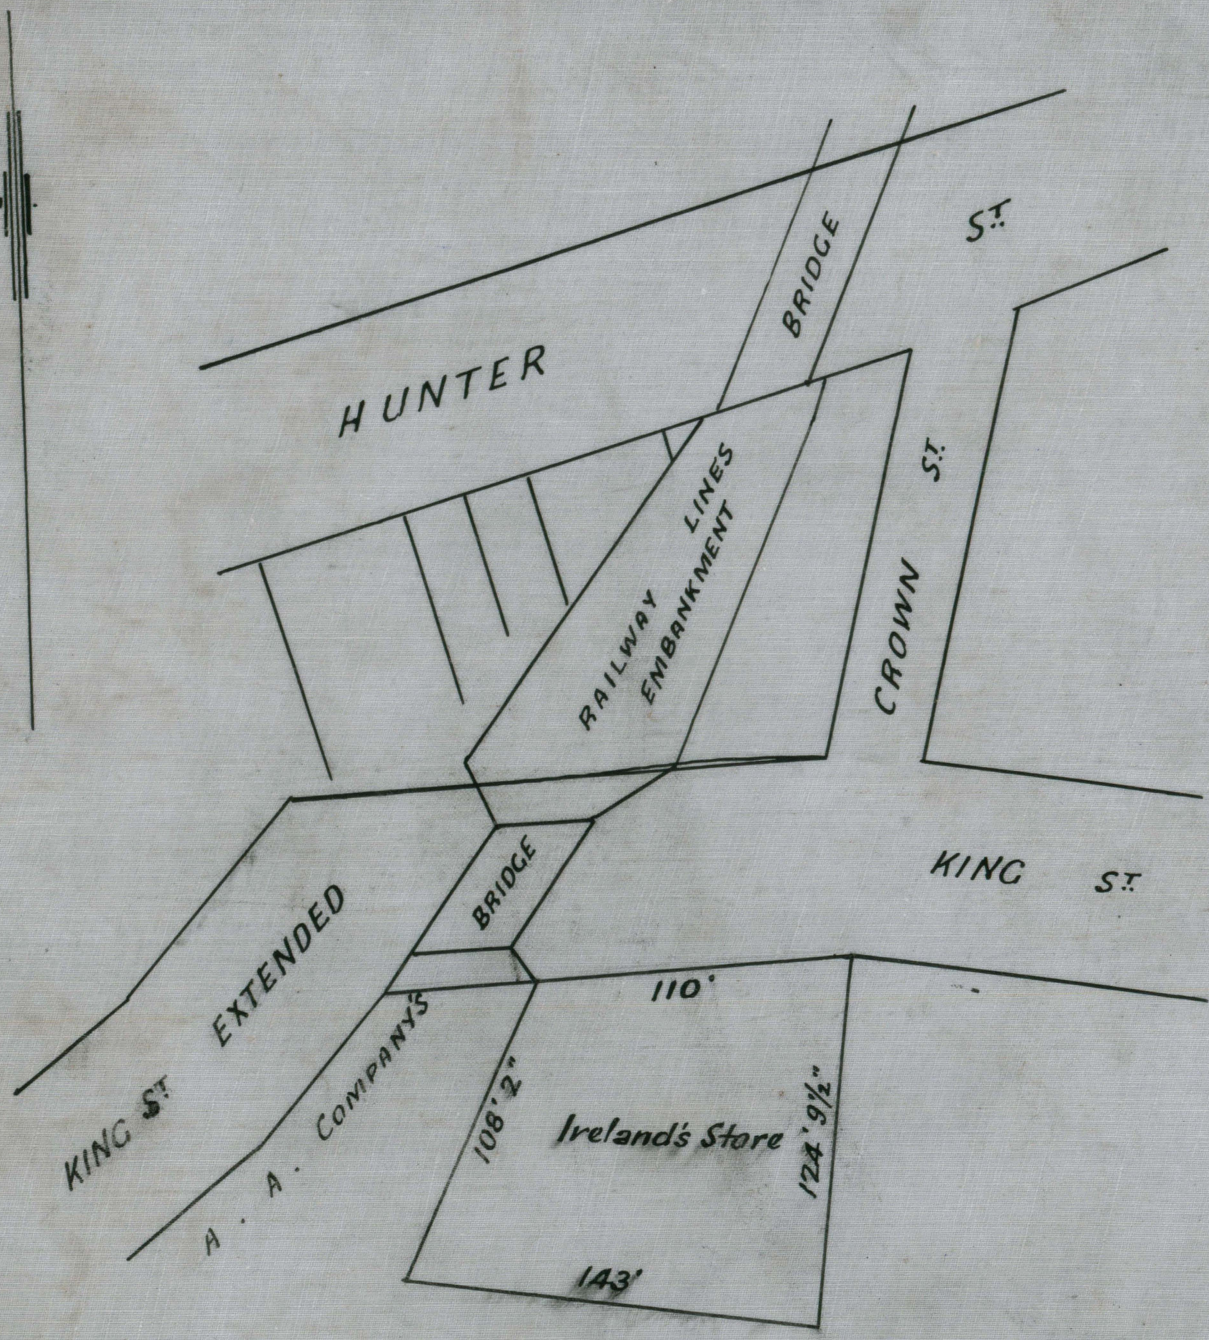 HUNTER ST.
BRIDGE
RAILWAY LINES
EMBANKMENT
CROWN ST.
KING ST.
BRIDGE
KING ST. EXTENDED
A. A. COMPANY'S
110'
108' 2"
Ireland's Store
124' 9½"
143'